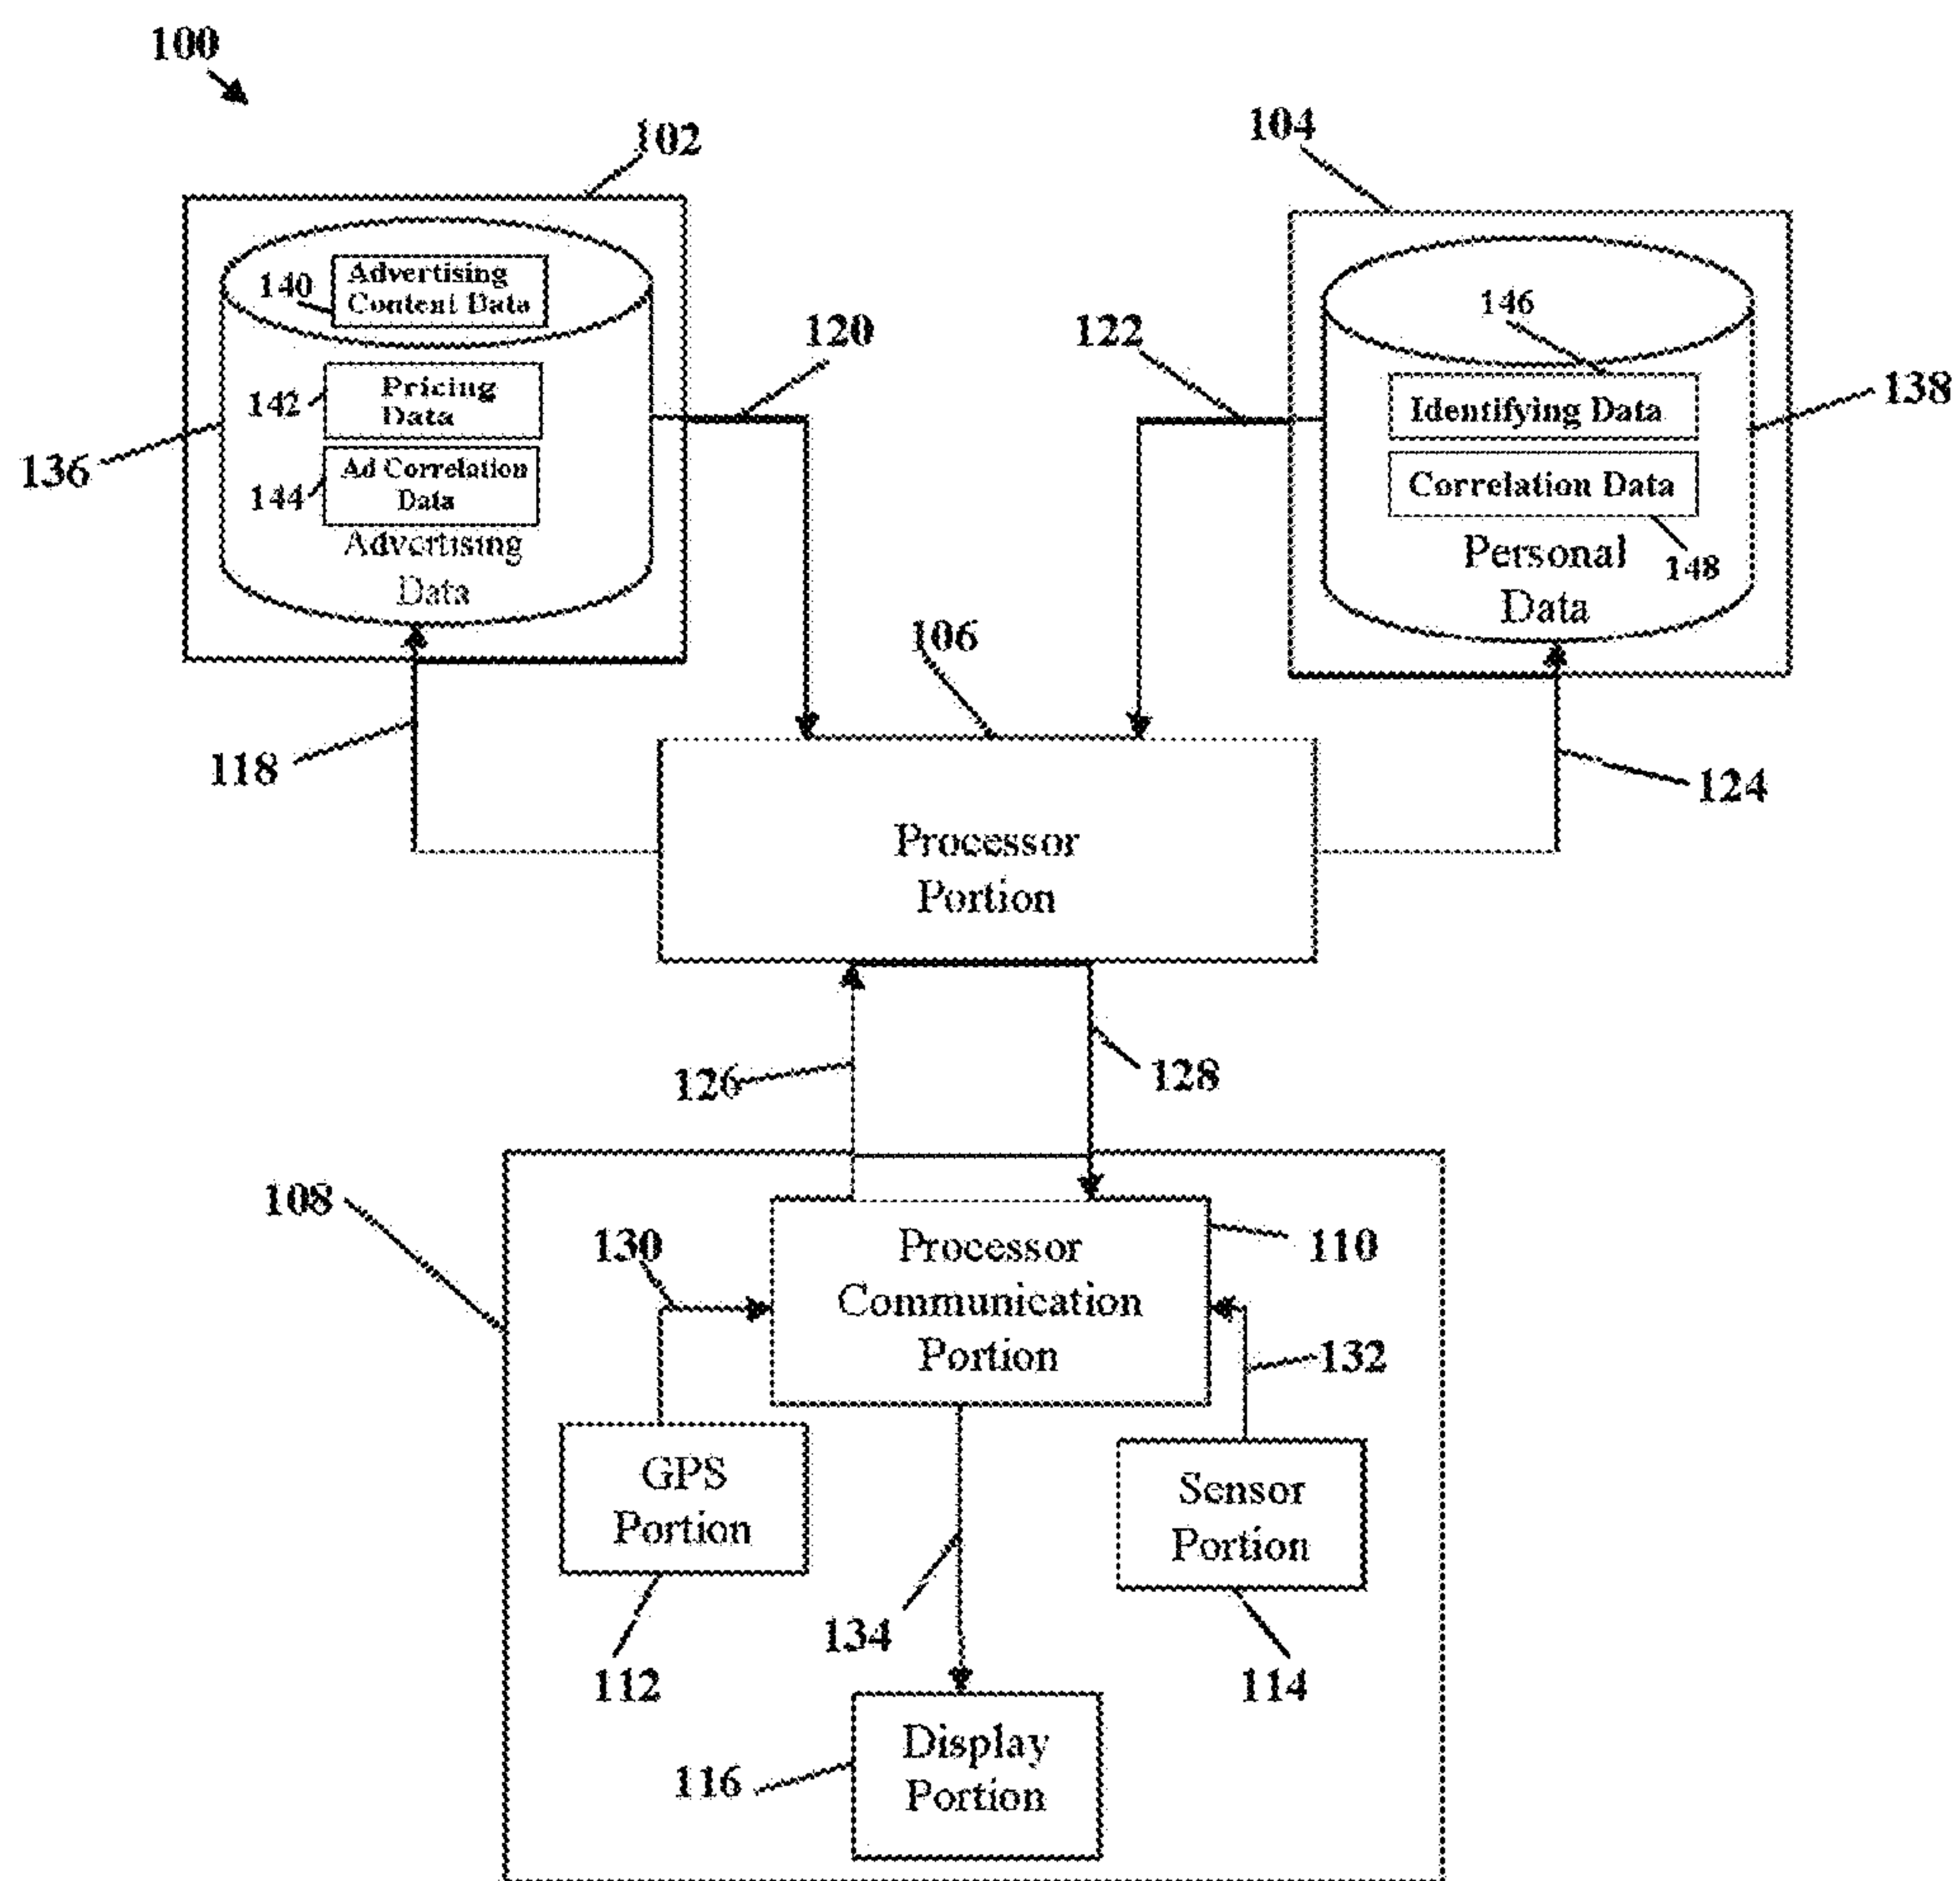 100
102
104
140
Advertising
Content Data
142
Pricing
Data
144
Ad Correlation
Data
Advertising
Data
136
120
122
146
Identifying Data
Correlation Data
Personal
Data
148
138
106
118
124
Processor
Portion
126
128
108
130
Processor
Communication
Portion
110
132
GPS
Portion
Sensor
Portion
112
134
114
116
Display
Portion